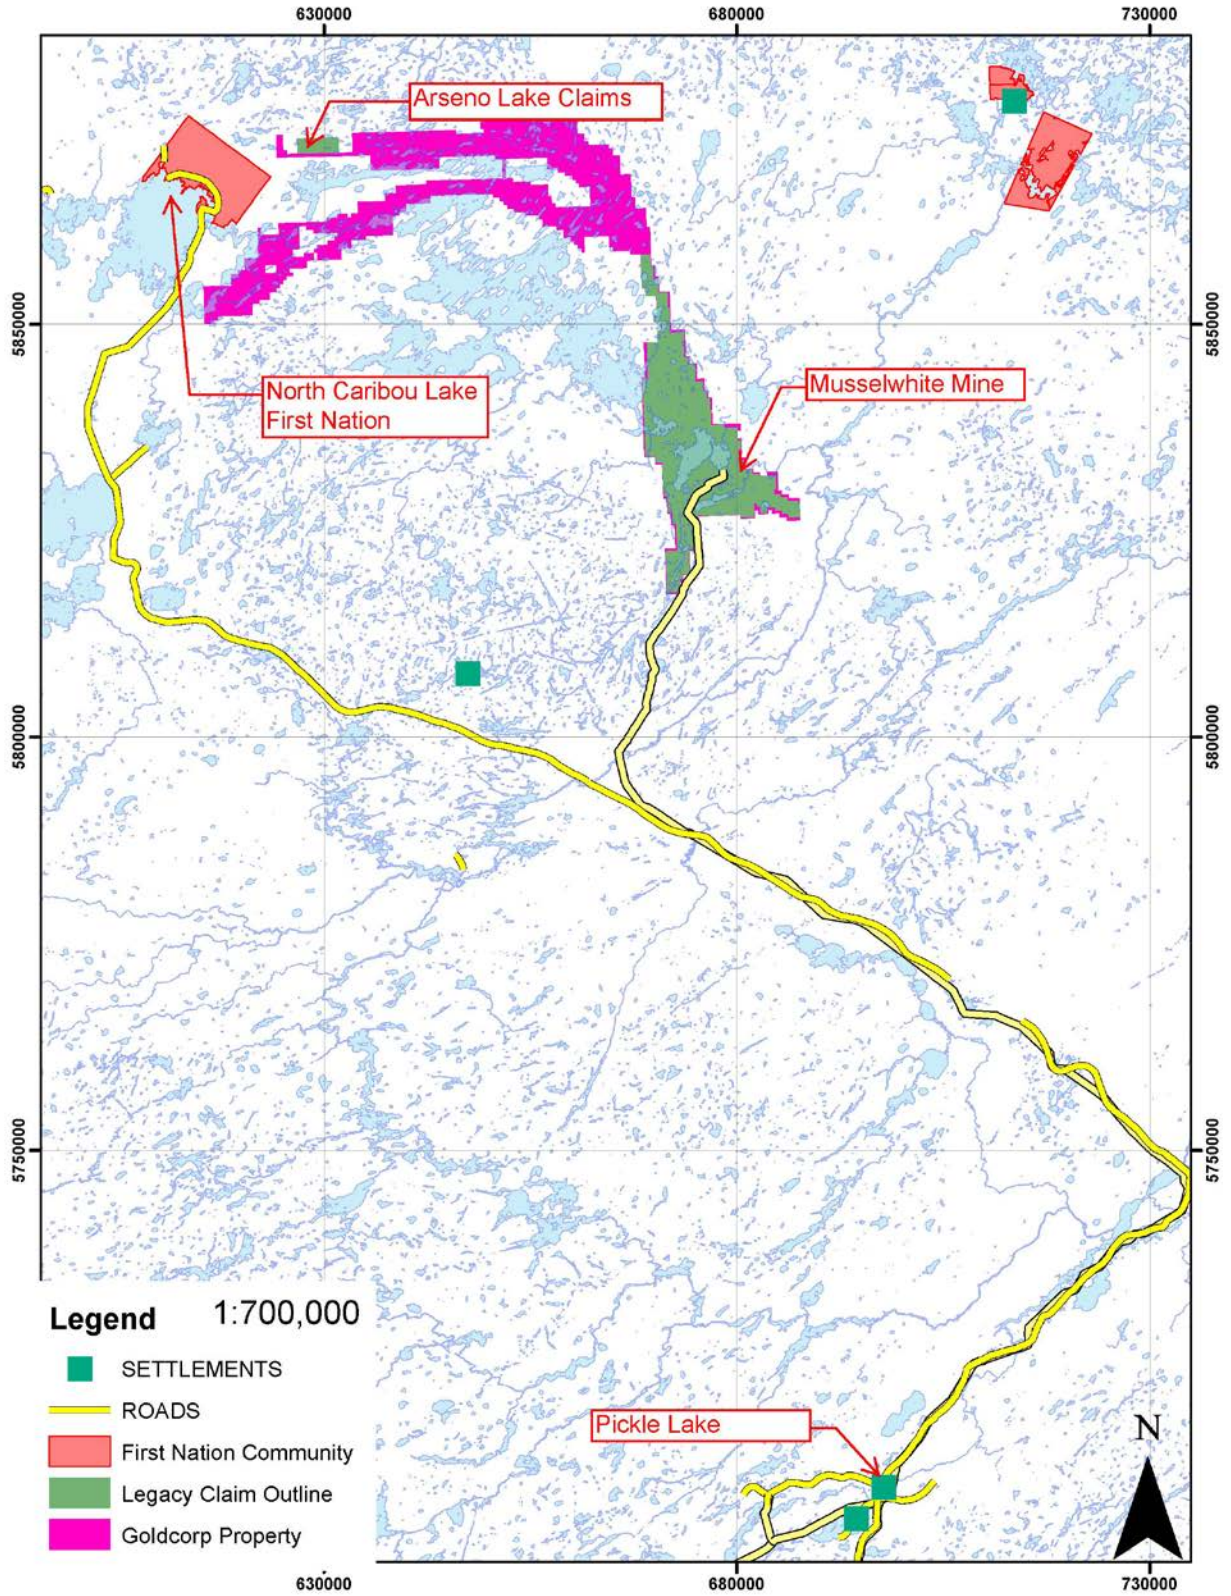 630000
680000
730000
Arseno Lake Claims
5850000
5850000
North Caribou Lake
First Nation
Musselwhite Mine
5800000
5800000
5750000
5750000
Legend 1:700,000
SETTLEMENTS
ROADS
First Nation Community
Legacy Claim Outline
Goldcorp Property
Pickle Lake
N
630000
680000
730000